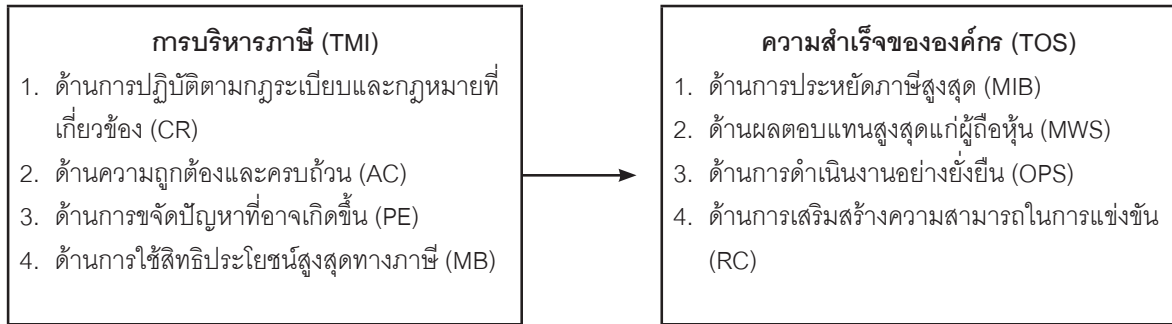 การบริหารภาษี (TMI)
1. ด้านการปฏิบัติตามกฎระเบียบและกฎหมายที่
เกี่ยวข้อง (CR)
2. ด้านความถูกต้องและครบถ้วน (AC)
3. ด้านการขจัดปัญหาที่อาจเกิดขึ้น (PE)
4. ด้านการใช้สิทธิประโยชน์สูงสุดทางภาษี (MB)
ความสำเร็จขององค์กร (TOS)
1. ด้านการประหยัดภาษีสูงสุด (MIB)
2. ด้านผลตอบแทนสูงสุดแก่ผู้ถือหุ้น (MWS)
3. ด้านการดำเนินงานอย่างยั่งยืน (OPS)
4. ด้านการเสริมสร้างความสามารถในการแข่งขัน
(RC)